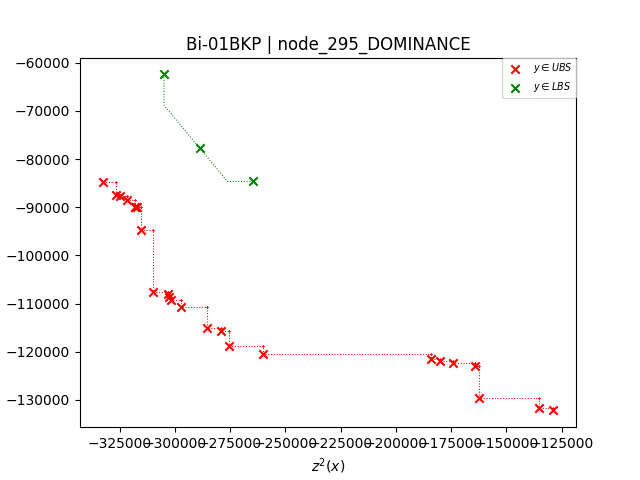 Bi-01BKP | node_295_DOMINANCE
y ∈ UBS
y ∈ LBS
−60000
−70000
−80000
−90000
−100000
−110000
−120000
−130000
−325000 −300000 −275000 −250000 −225000 −200000 −175000 −150000 −125000
z²(x)